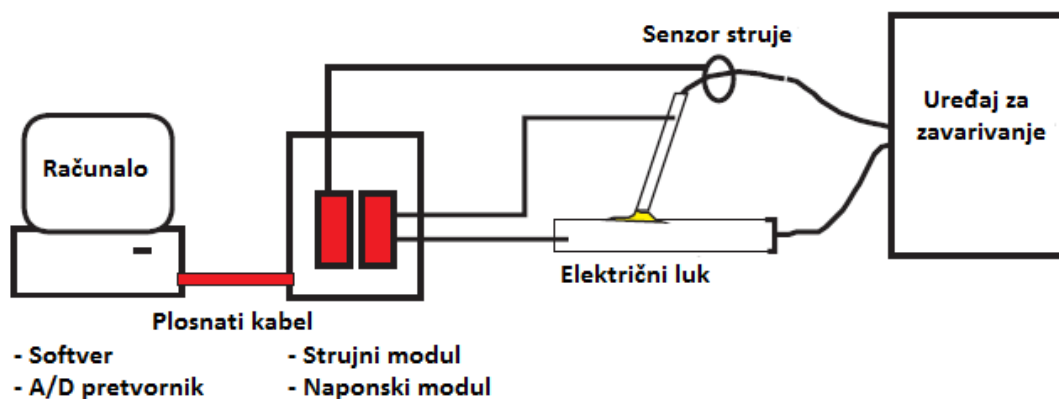 Senzor struje
Uređaj za
zavarivanje
Računalo
Električni luk
Plosnati kabel
- Softver
- A/D pretvornik
- Strujni modul
- Naponski modul